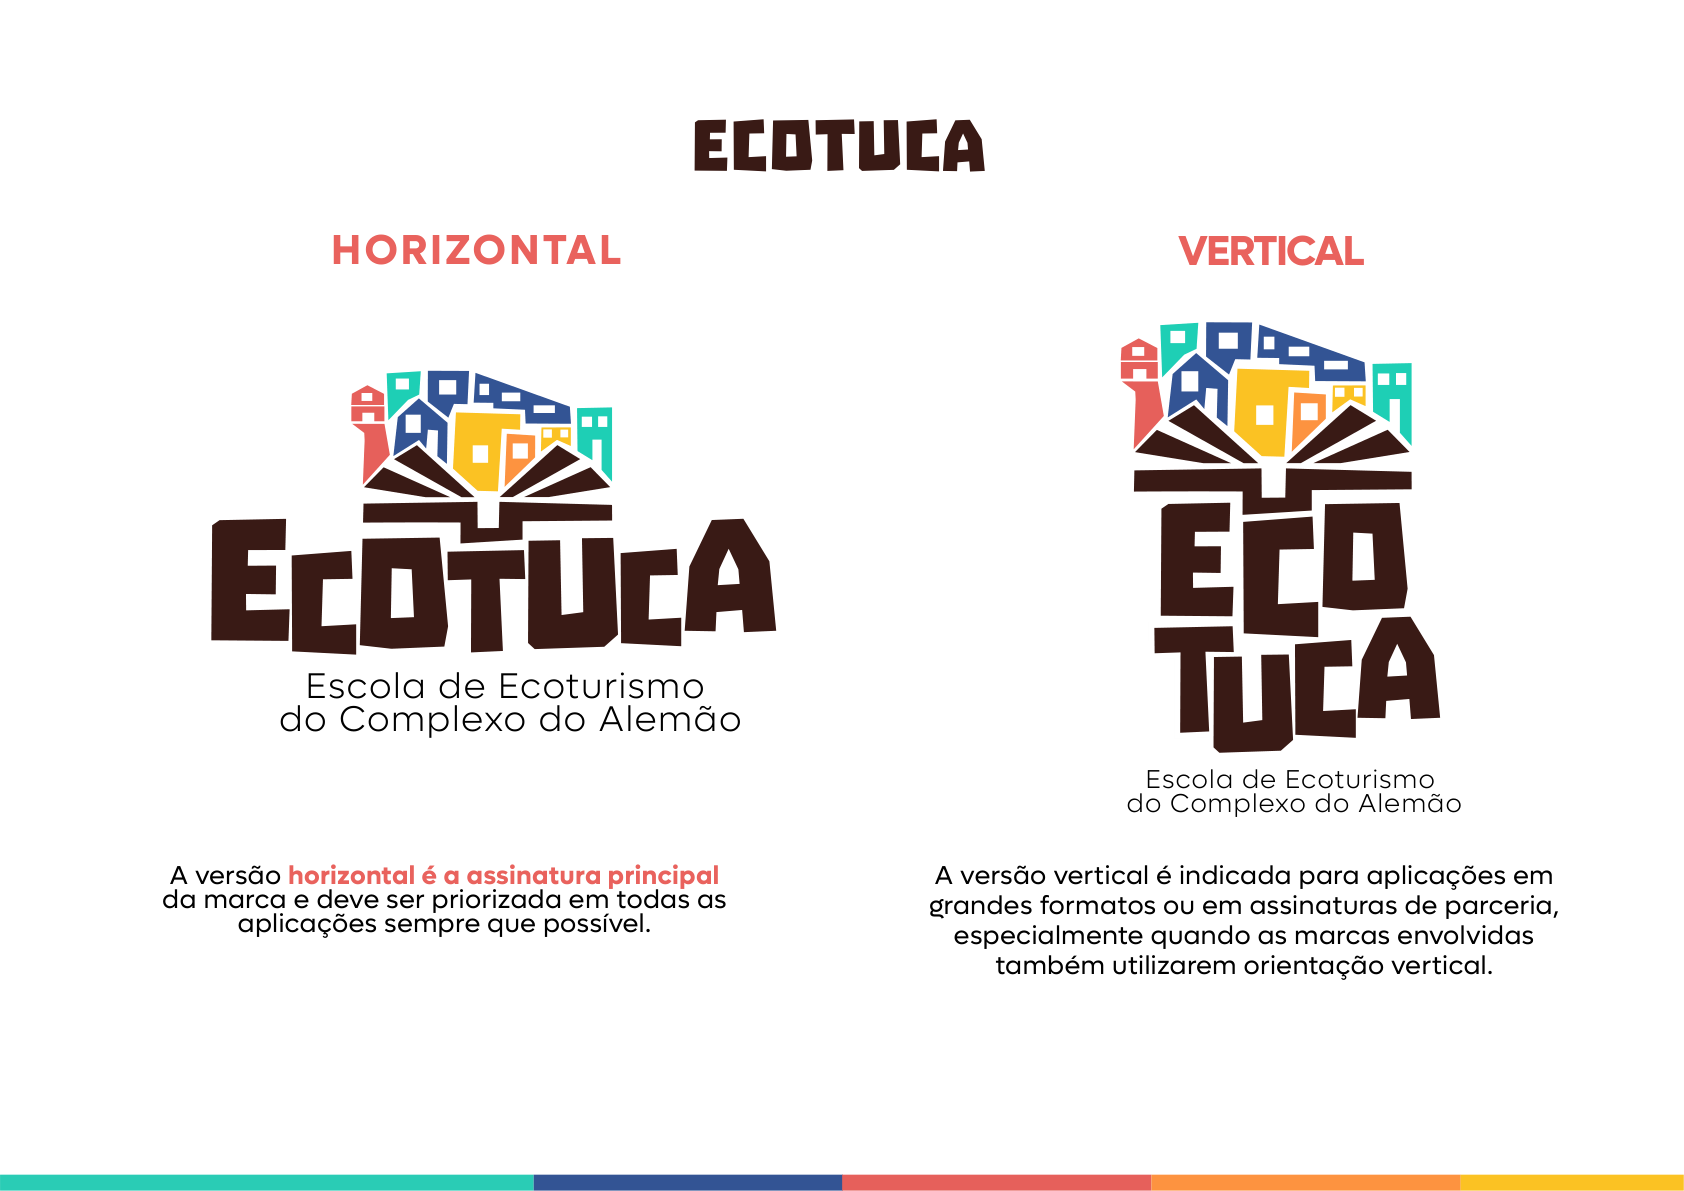 ECOTUCA
HORIZONTAL
ECOTUCA
Escola de Ecoturismo
do Complexo do Alemão
A versão horizontal é a assinatura principal
da marca e deve ser priorizada em todas as
aplicações sempre que possível.
VERTICAL
ECO
TUCA
Escola de Ecoturismo
do Complexo do Alemão
A versão vertical é indicada para aplicações em
grandes formatos ou em assinaturas de parceria,
especialmente quando as marcas envolvidas
também utilizarem orientação vertical.